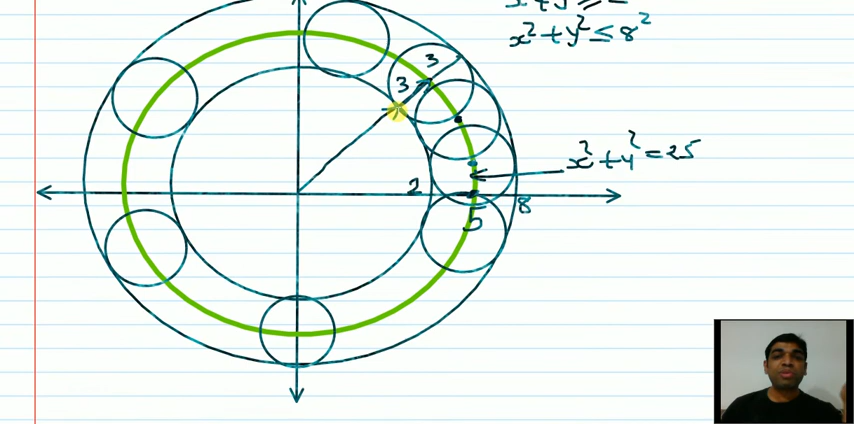 x² + y² ≤ 8²
3
3
x² + y² = 25
2
5
8